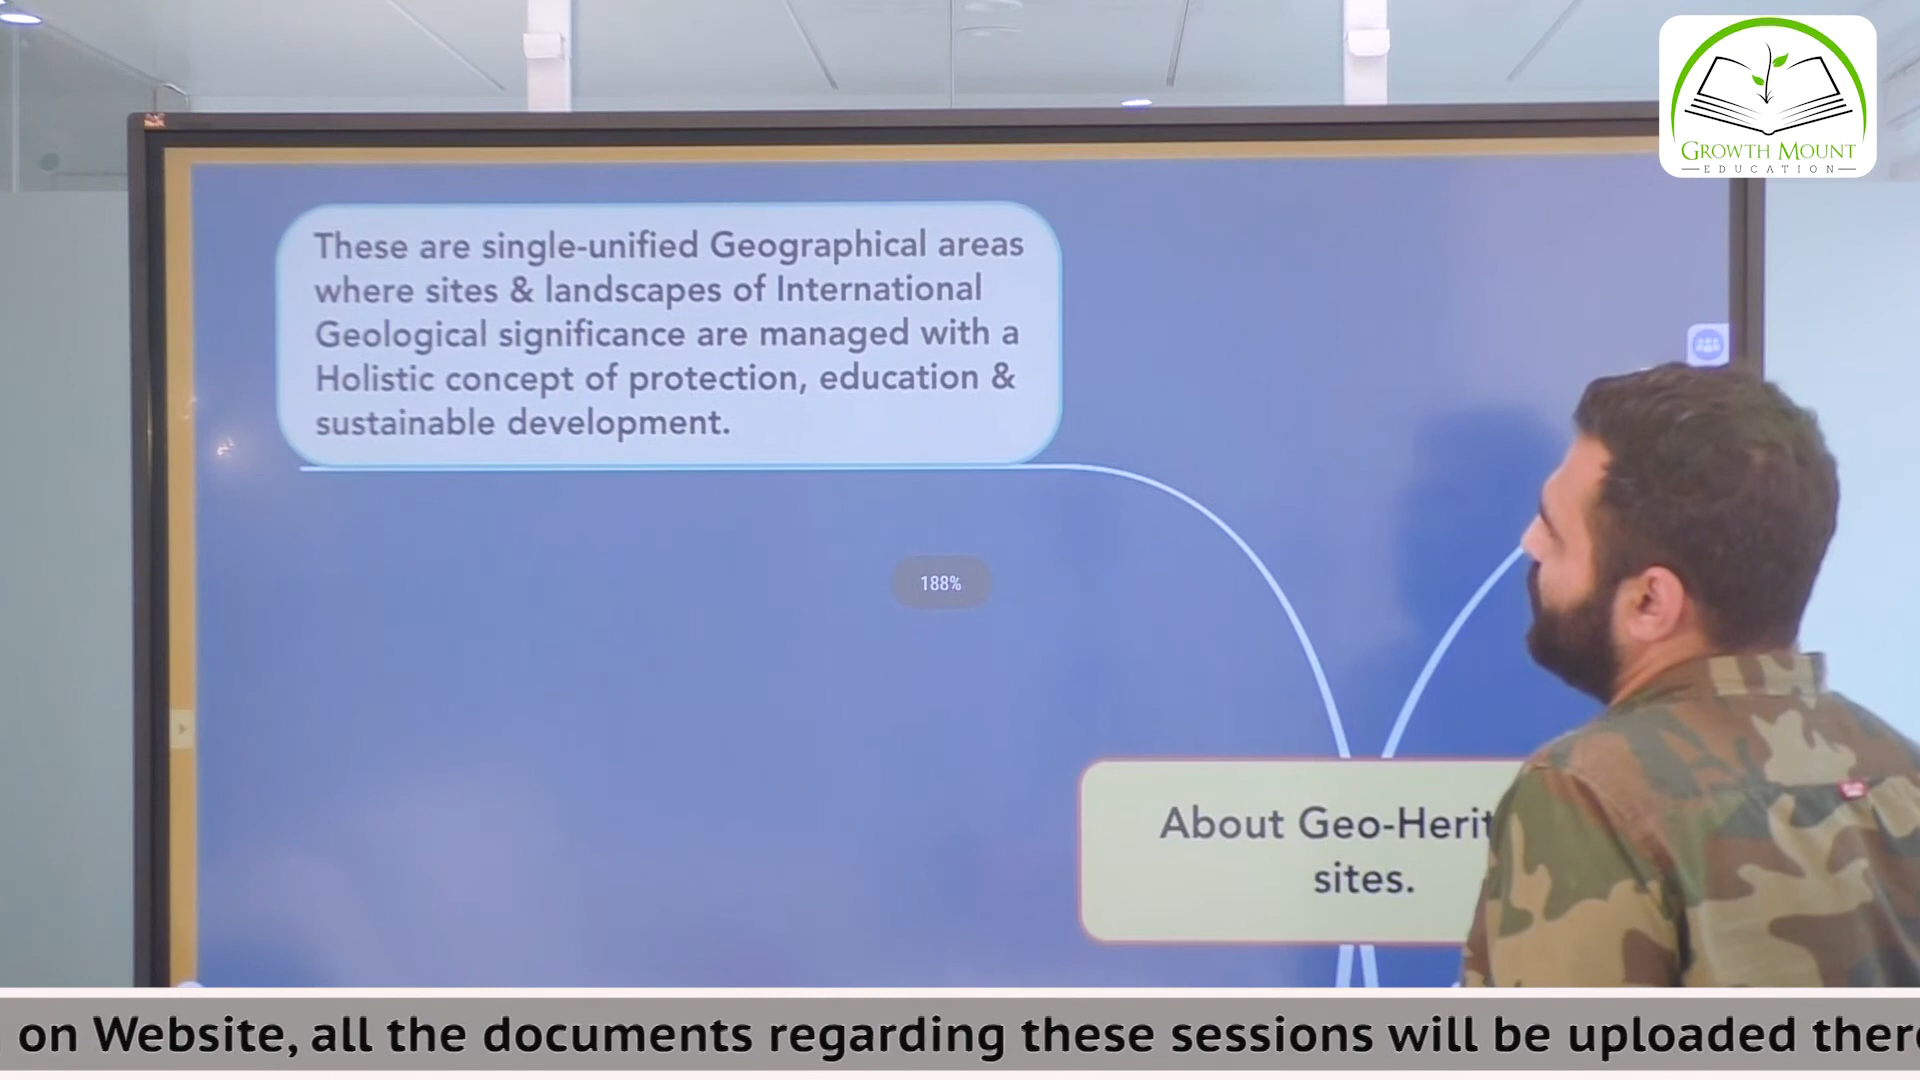 GROWTH MOUNT
EDUCATION
These are single-unified Geographical areas
where sites & landscapes of International
Geological significance are managed with a
Holistic concept of protection, education &
sustainable development.
188%
About Geo-Herit
sites.
on Website, all the documents regarding these sessions will be uploaded there